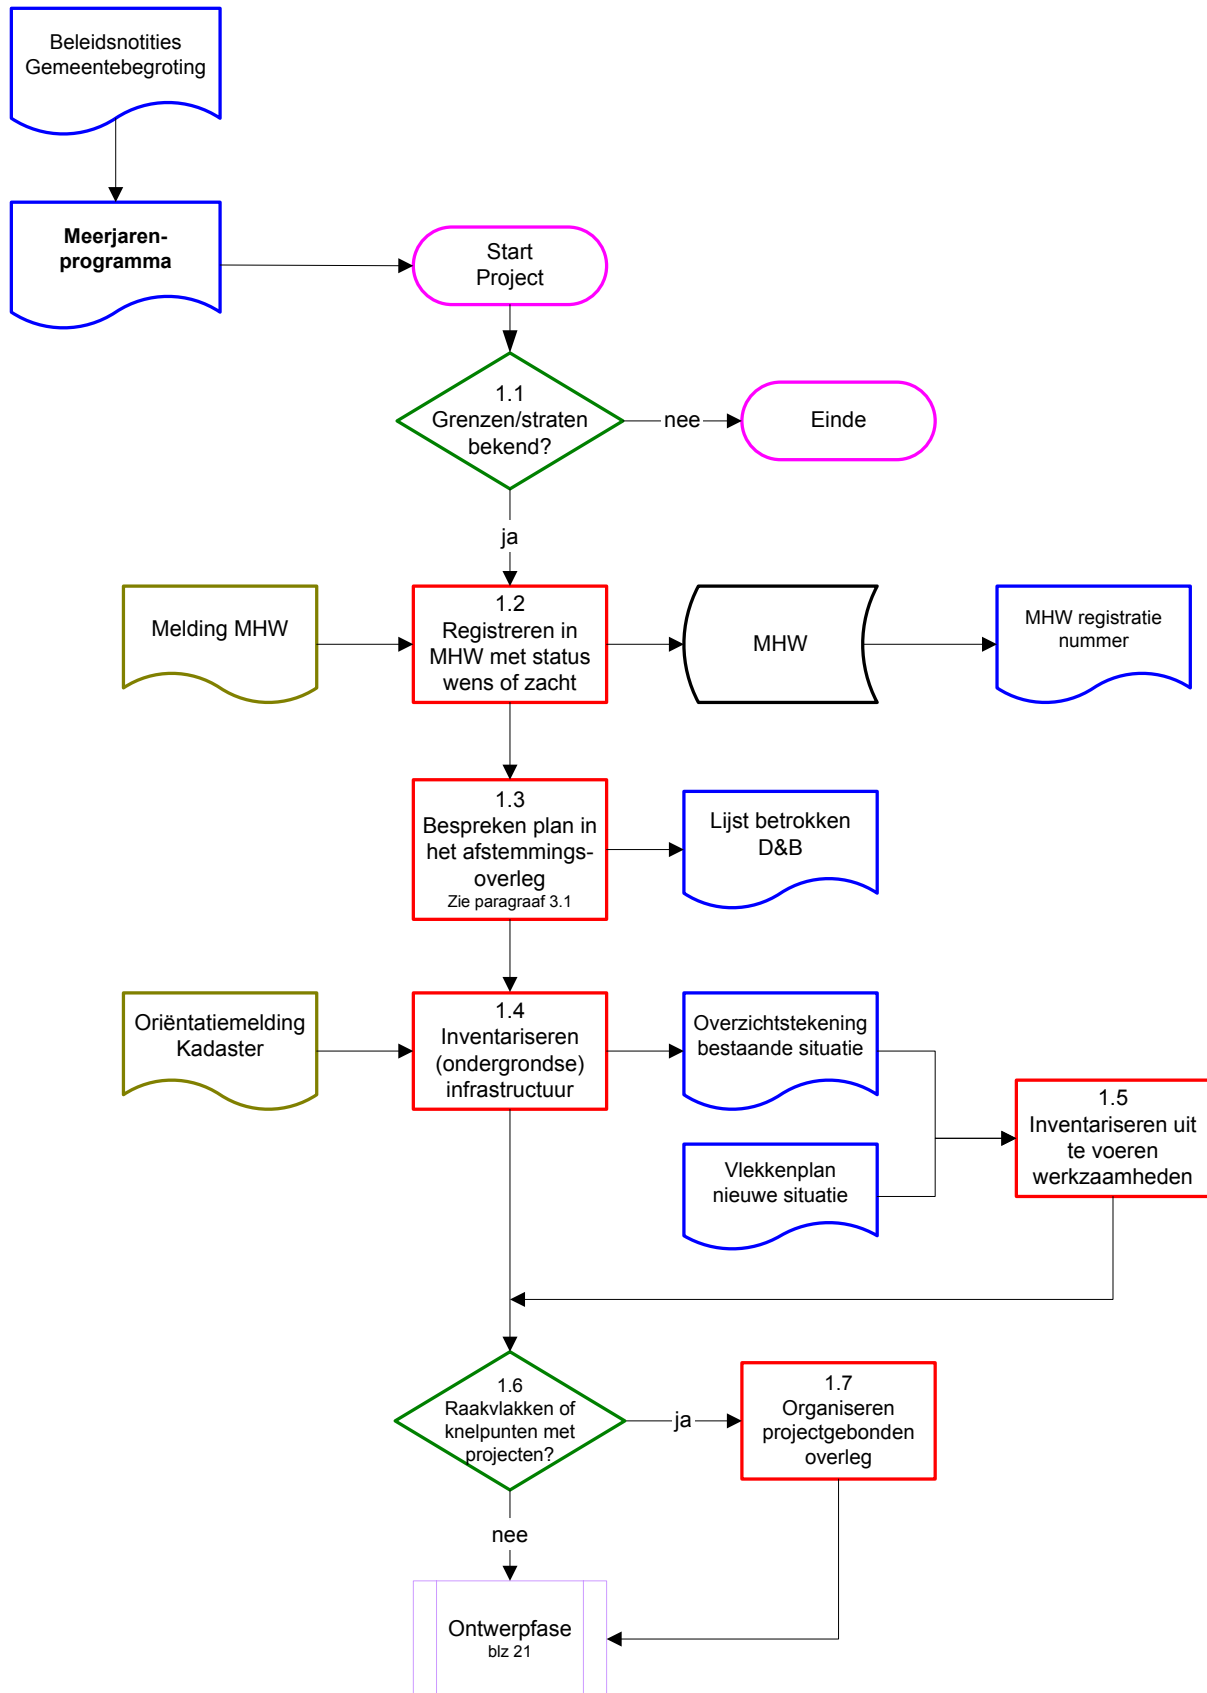 Beleidsnotities
Gemeentebegroting
Meerjaren-
programma
Start
Project
1.1
Grenzen/straten
bekend?
nee
Einde
ja
Melding MHW
1.2
Registreren in
MHW met status
wens of zacht
MHW
MHW registratie
nummer
1.3
Bespreken plan in
het afstemmings-
overleg
Zie paragraaf 3.1
Lijst betrokken
D&B
Oriëntatiemelding
Kadaster
1.4
Inventariseren
(ondergrondse)
infrastructuur
Overzichtstekening
bestaande situatie
Vlekkenplan
nieuwe situatie
1.5
Inventariseren uit
te voeren
werkzaamheden
1.6
Raakvlakken of
knelpunten met
projecten?
ja
1.7
Organiseren
projectgebonden
overleg
nee
Ontwerpfase
blz 21